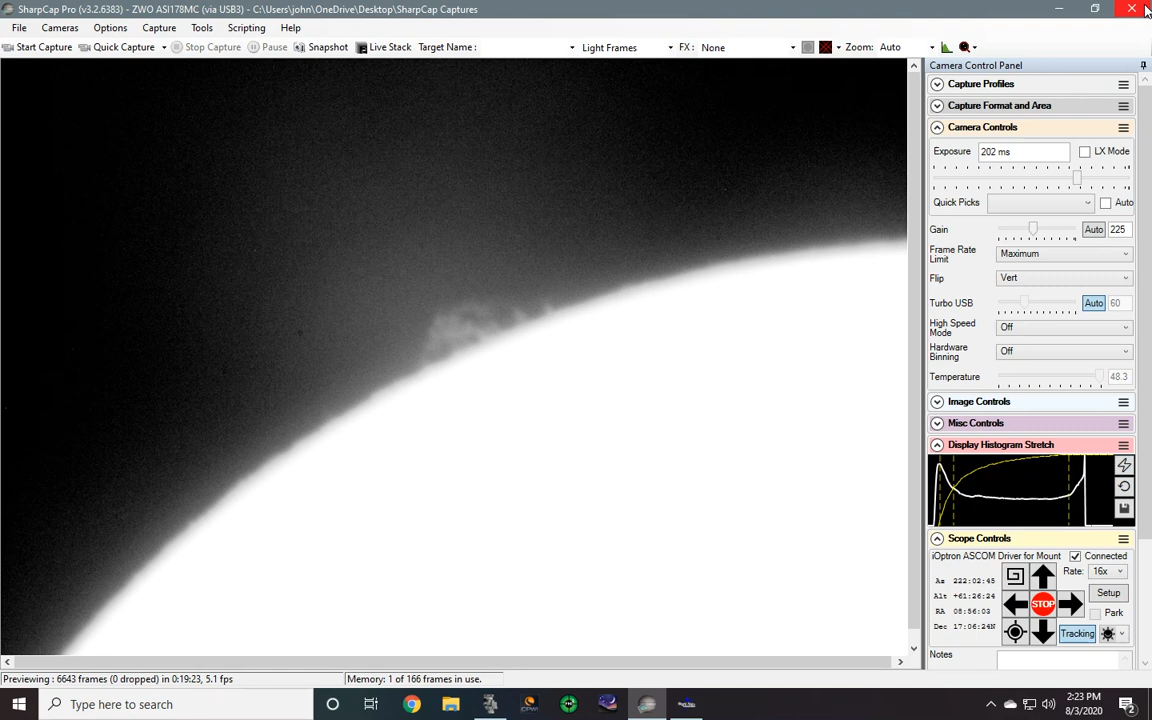 SharpCap Pro (v3.2.6383) - ZWO ASI178MC (via USB3) - C:\Users\john\OneDrive\Desktop\SharpCap Captures
File Cameras Options Capture Tools Scripting Help
Start Capture Quick Capture Stop Capture Pause Snapshot Live Stack Target Name: Light Frames FX: None Zoom: Auto
Camera Control Panel
Capture Profiles
Capture Format and Area
Camera Controls
Exposure 202 ms LX Mode
Quick Picks Auto
Gain Auto 225
Frame Rate
Limit Maximum
Flip Vert
Turbo USB Auto 60
High Speed
Mode Off
Hardware
Binning Off
Temperature 48.3
Image Controls
Misc Controls
Display Histogram Stretch
Scope Controls
iOptron ASCOM Driver for Mount Connected
Rate: 16x
Az 222:02:45
Alt +61:26:24
RA 08:56:03
Dec 17:06:24N
STOP
Setup
Park
Tracking
Notes
Previewing : 6643 frames (0 dropped) in 0:19:23, 5.1 fps Memory: 1 of 166 frames in use.
Type here to search
2:23 PM
8/3/2020
2